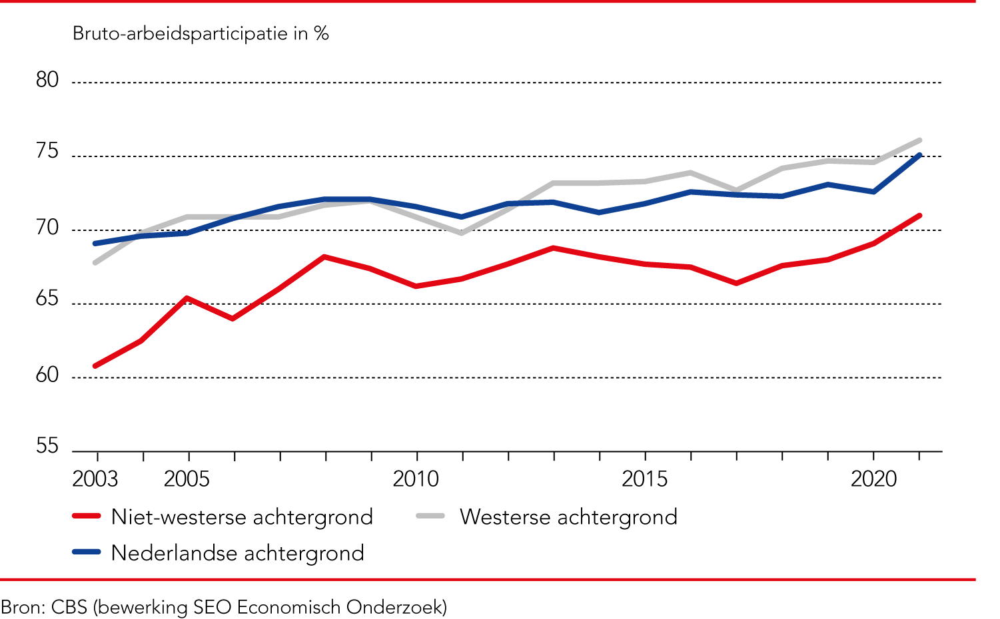 Bruto-arbeidsparticipatie in %
80
75
70
65
60
55
2003 2005 2010 2015 2020
Niet-westerse achtergrond Westerse achtergrond
Nederlandse achtergrond
Bron: CBS (bewerking SEO Economisch Onderzoek)